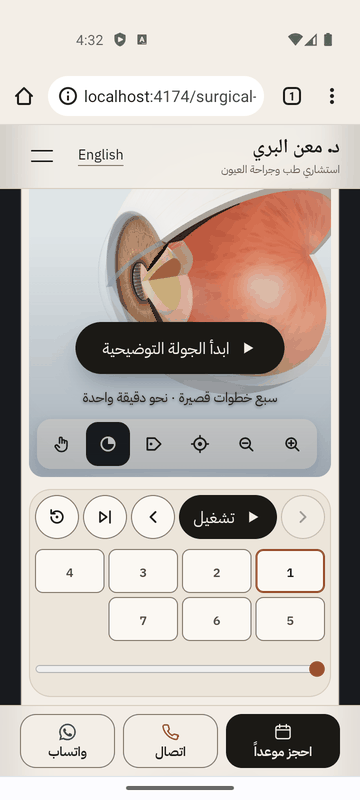 4:32
localhost:4174/surgical-
1
د. معن البري
استشاري طب وجراحة العيون
English
ابدأ الجولة التوضيحية
سبع خطوات قصيرة · نحو دقيقة واحدة
تشغيل
1 2 3 4
5 6 7
احجز موعداً
اتصال
واتساب